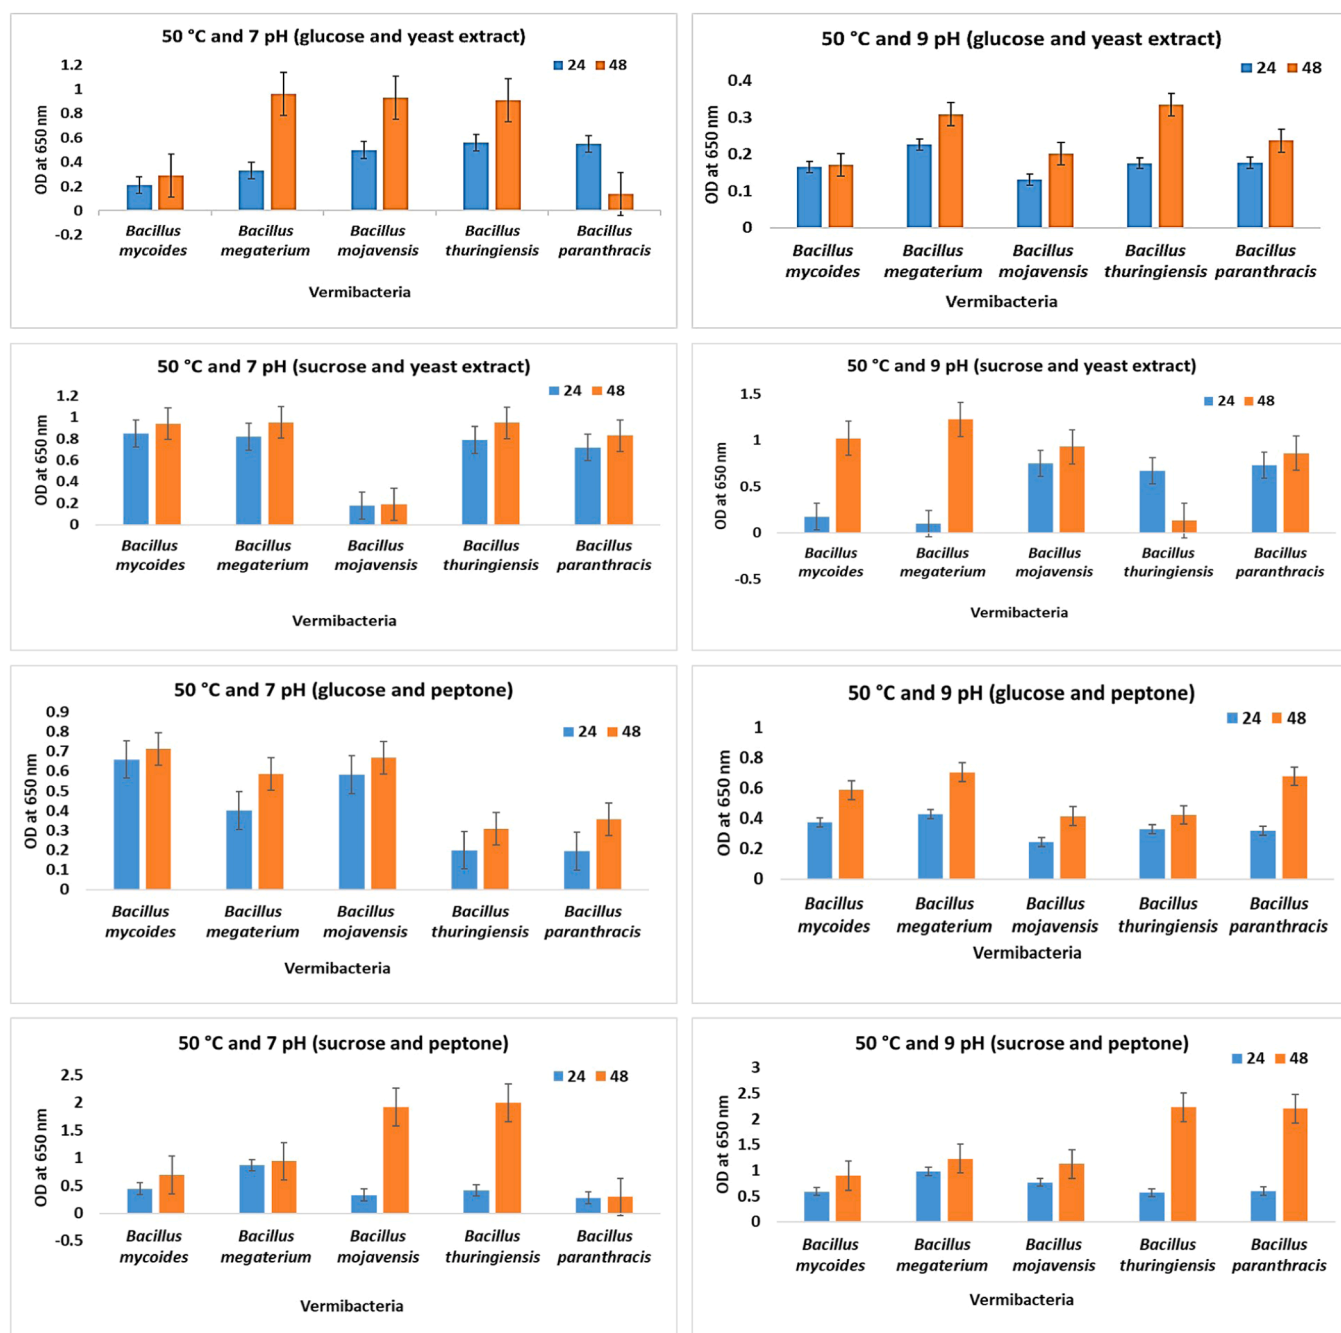 50 °C and 7 pH (glucose and yeast extract)
24 48
OD at 650 nm
1.2
1
0.8
0.6
0.4
0.2
0
-0.2
Bacillus Bacillus Bacillus Bacillus Bacillus
mycoides megaterium mojavensis thuringiensis paranthracis
Vermibacteria
50 °C and 9 pH (glucose and yeast extract)
24 48
OD at 650 nm
0.4
0.3
0.2
0.1
0
Bacillus Bacillus Bacillus Bacillus Bacillus
mycoides megaterium mojavensis thuringiensis paranthracis
Vermibacteria
50 °C and 7 pH (sucrose and yeast extract)
24 48
OD at 650 nm
1.2
1
0.8
0.6
0.4
0.2
0
Bacillus Bacillus Bacillus Bacillus Bacillus
mycoides megaterium mojavensis thuringiensis paranthracis
Vermibacteria
50 °C and 9 pH (sucrose and yeast extract)
24 48
OD at 650 nm
1.5
1
0.5
0
-0.5
Bacillus Bacillus Bacillus Bacillus Bacillus
mycoides megaterium mojavensis thuringiensis paranthracis
Vermibacteria
50 °C and 7 pH (glucose and peptone)
24 48
OD at 650 nm
0.9
0.8
0.7
0.6
0.5
0.4
0.3
0.2
0.1
0
Bacillus Bacillus Bacillus Bacillus Bacillus
mycoides megaterium mojavensis thuringiensis paranthracis
Vermibacteria
50 °C and 9 pH (glucose and peptone)
24 48
OD at 650 nm
1
0.8
0.6
0.4
0.2
0
Bacillus Bacillus Bacillus Bacillus Bacillus
mycoides megaterium mojavensis thuringiensis paranthracis
Vermibacteria
50 °C and 7 pH (sucrose and peptone)
24 48
OD at 650 nm
2.5
2
1.5
1
0.5
0
-0.5
Bacillus Bacillus Bacillus Bacillus Bacillus
mycoides megaterium mojavensis thuringiensis paranthracis
Vermibacteria
50 °C and 9 pH (sucrose and peptone)
24 48
OD at 650 nm
3
2.5
2
1.5
1
0.5
0
Bacillus Bacillus Bacillus Bacillus Bacillus
mycoides megaterium mojavensis thuringiensis paranthracis
Vermibacteria